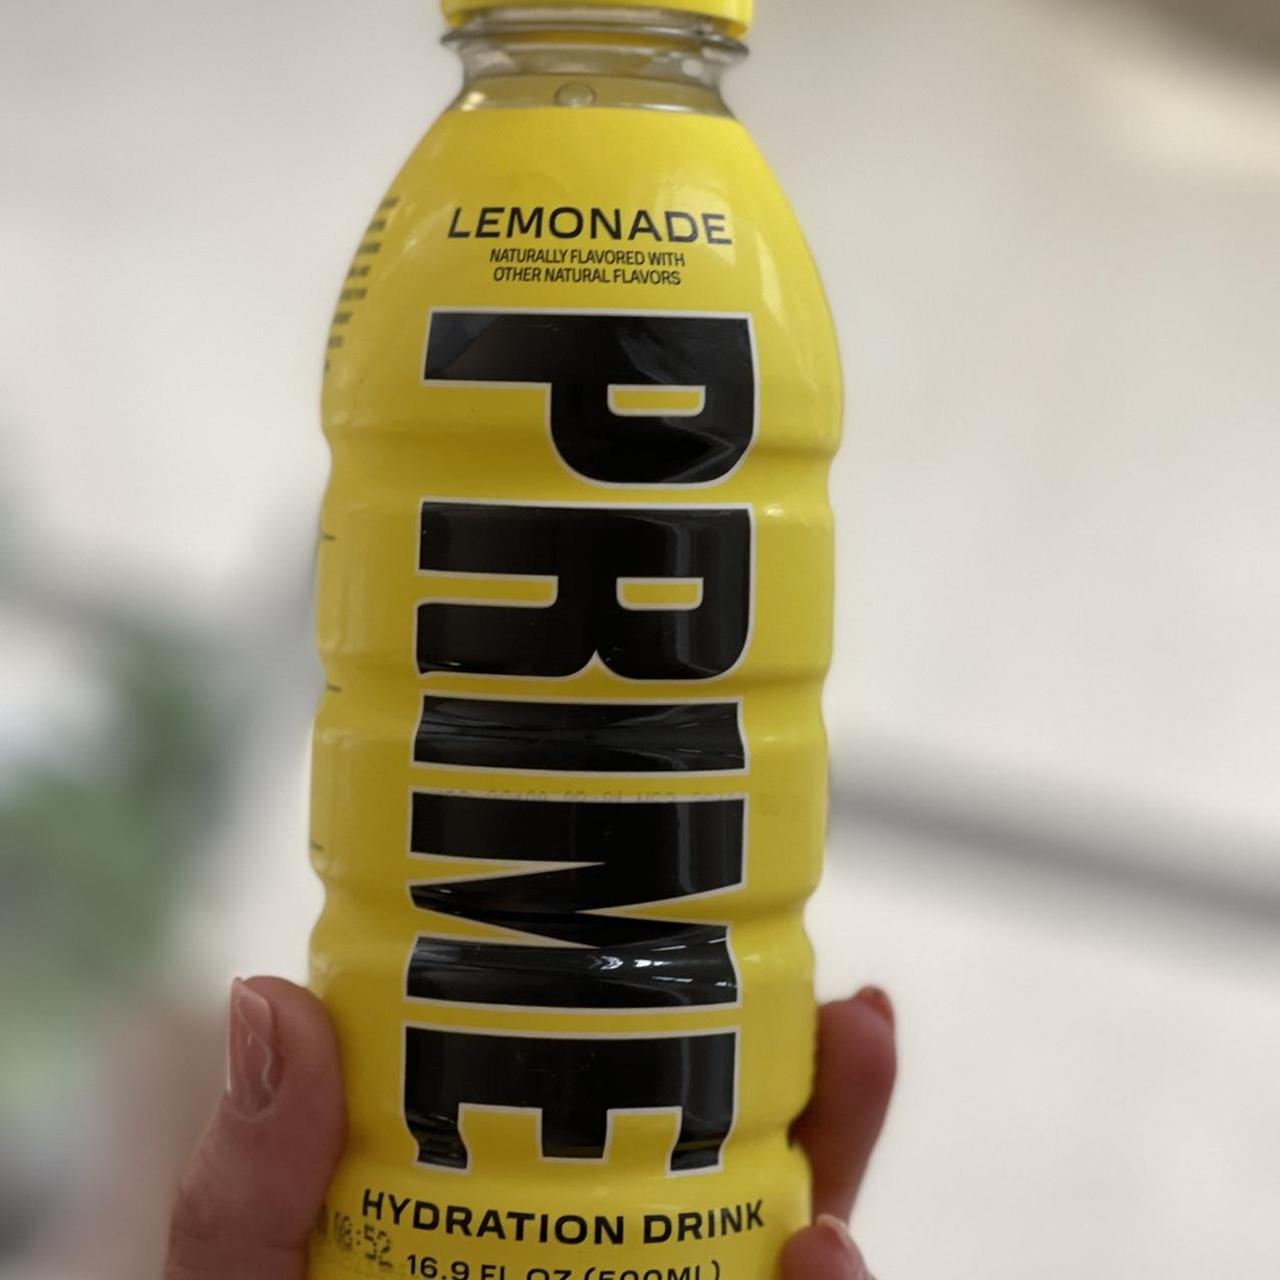 LEMONADE
NATURALLY FLAVORED WITH
OTHER NATURAL FLAVORS
PRIME
HYDRATION DRINK
16.9 FL OZ (500ML)